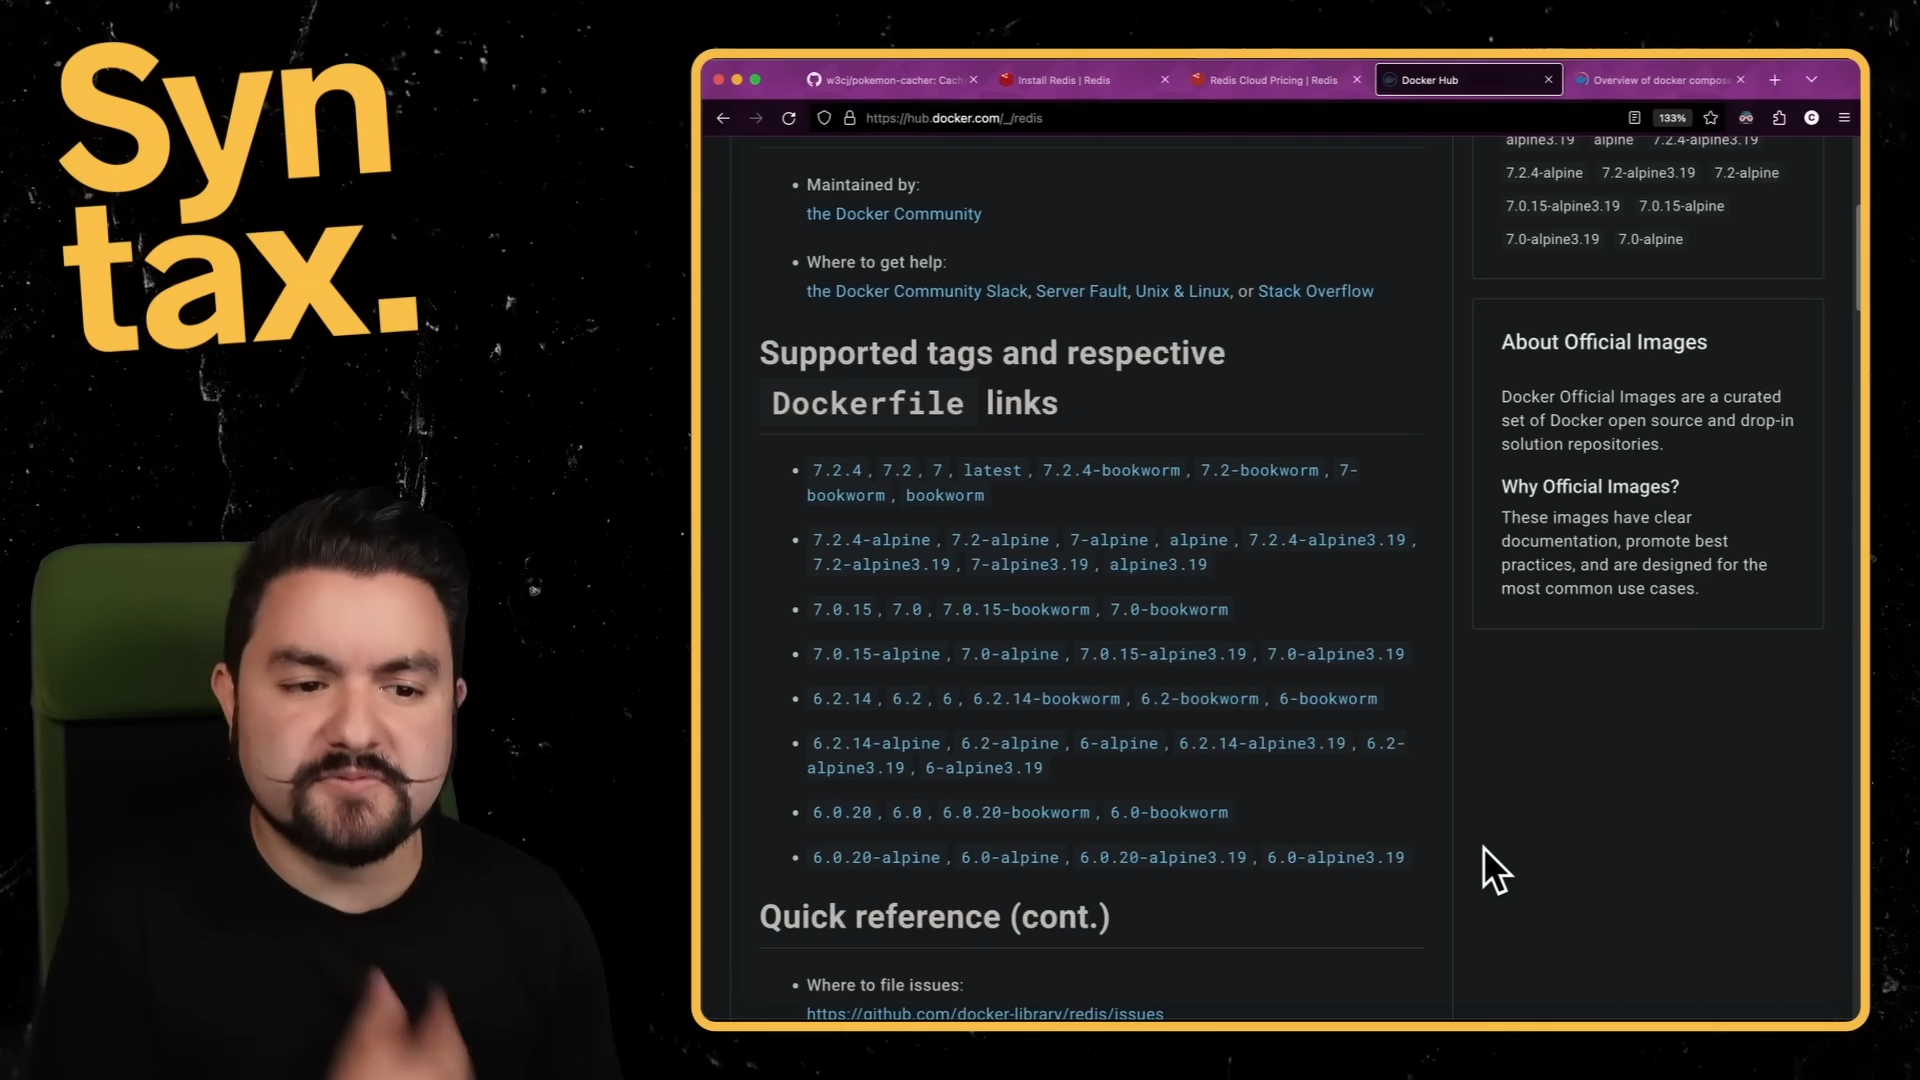 Syn
tax.
w3cj/pokemon-cacher: Cach
Install Redis | Redis
Redis Cloud Pricing | Redis
Docker Hub
Overview of docker compose
https://hub.docker.com/_/redis
133%
C
alpine3.19 alpine 7.2.4-alpine3.19
7.2.4-alpine 7.2-alpine3.19 7.2-alpine
7.0.15-alpine3.19 7.0.15-alpine
7.0-alpine3.19 7.0-alpine
• Maintained by:
the Docker Community
• Where to get help:
the Docker Community Slack, Server Fault, Unix & Linux, or Stack Overflow
Supported tags and respective
Dockerfile links
• 7.2.4, 7.2, 7, latest, 7.2.4-bookworm, 7.2-bookworm, 7-
bookworm, bookworm
• 7.2.4-alpine, 7.2-alpine, 7-alpine, alpine, 7.2.4-alpine3.19,
7.2-alpine3.19, 7-alpine3.19, alpine3.19
• 7.0.15, 7.0, 7.0.15-bookworm, 7.0-bookworm
• 7.0.15-alpine, 7.0-alpine, 7.0.15-alpine3.19, 7.0-alpine3.19
• 6.2.14, 6.2, 6, 6.2.14-bookworm, 6.2-bookworm, 6-bookworm
• 6.2.14-alpine, 6.2-alpine, 6-alpine, 6.2.14-alpine3.19, 6.2-
alpine3.19, 6-alpine3.19
• 6.0.20, 6.0, 6.0.20-bookworm, 6.0-bookworm
• 6.0.20-alpine, 6.0-alpine, 6.0.20-alpine3.19, 6.0-alpine3.19
Quick reference (cont.)
• Where to file issues:
https://github.com/docker-library/redis/issues
About Official Images
Docker Official Images are a curated
set of Docker open source and drop-in
solution repositories.
Why Official Images?
These images have clear
documentation, promote best
practices, and are designed for the
most common use cases.